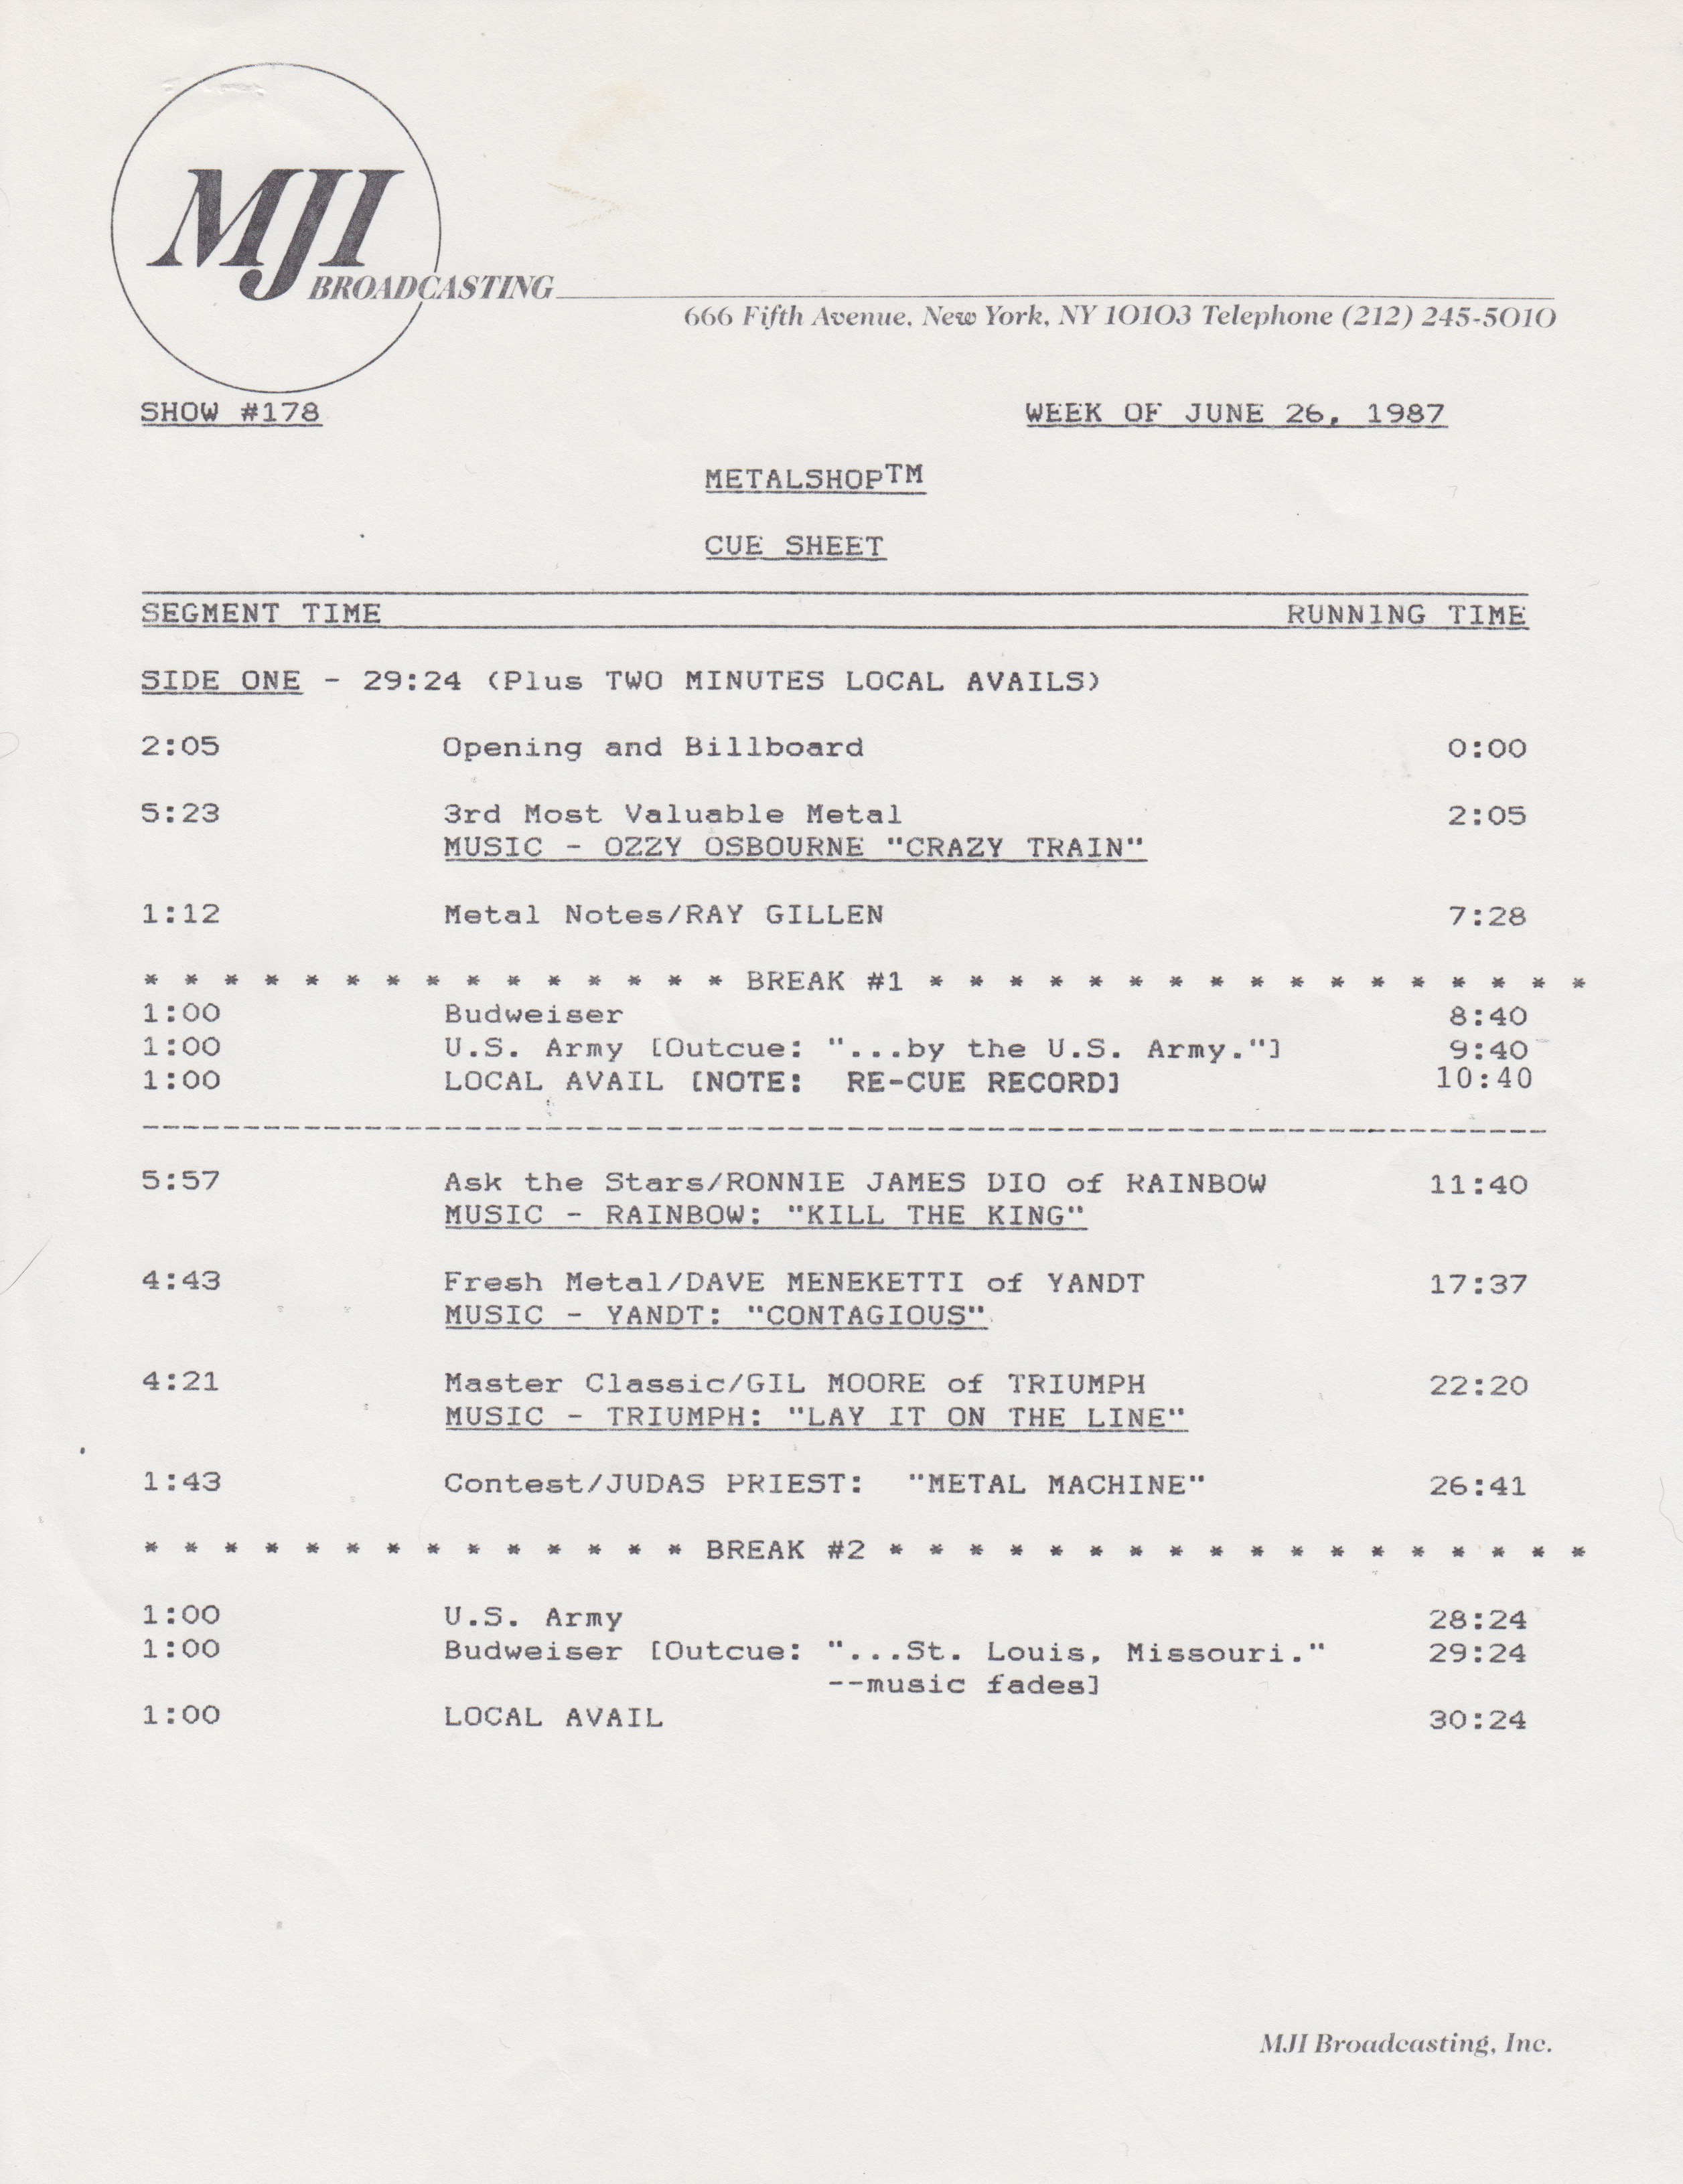 MJI
BROADCASTING
666 Fifth Avenue, New York, NY 10103 Telephone (212) 245-5010
SHOW #178 WEEK OF JUNE 26, 1987
METALSHOP™
CUE SHEET
SEGMENT TIME RUNN1NG TIME
SIDE ONE - 29:24 (Plus TWO MINUTES LOCAL AVAILS)
2:05 Opening and Billboard 0:00
5:23 3rd Most Valuable Metal 2:05
MUSIC - OZZY OSBOURNE "CRAZY TRAIN"
1:12 Metal Notes/RAY GILLEN 7:28
* * * * * * * * * * * * * * * BREAK #1 * * * * * * * * * * * * * * * * *
1:00 Budweiser 8:40
1:00 U.S. Army [Outcue: "...by the U.S. Army."] 9:40
1:00 LOCAL AVAIL [NOTE: RE-CUE RECORD] 10:40
----------------------------------------------------------------------
5:57 Ask the Stars/RONNIE JAMES DIO of RAINBOW 11:40
MUSIC - RAINBOW: "KILL THE KING"
4:43 Fresh Metal/DAVE MENEKETTI of YANDT 17:37
MUSIC - YANDT: "CONTAGIOUS"
4:21 Master Classic/GIL MOORE of TRIUMPH 22:20
MUSIC - TRIUMPH: "LAY IT ON THE LINE"
1:43 Contest/JUDAS PRIEST: "METAL MACHINE" 26:41
* * * * * * * * * * * * * * BREAK #2 * * * * * * * * * * * * * * * * * *
1:00 U.S. Army 28:24
1:00 Budweiser [Outcue: "...St. Louis, Missouri." 29:24
--music fades]
1:00 LOCAL AVAIL 30:24
MJI Broadcasting, Inc.